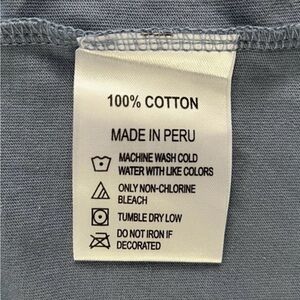 100% COTTON
MADE IN PERU
MACHINE WASH COLD
WATER WITH LIKE COLORS
ONLY NON-CHLORINE
BLEACH
TUMBLE DRY LOW
DO NOT IRON IF
DECORATED